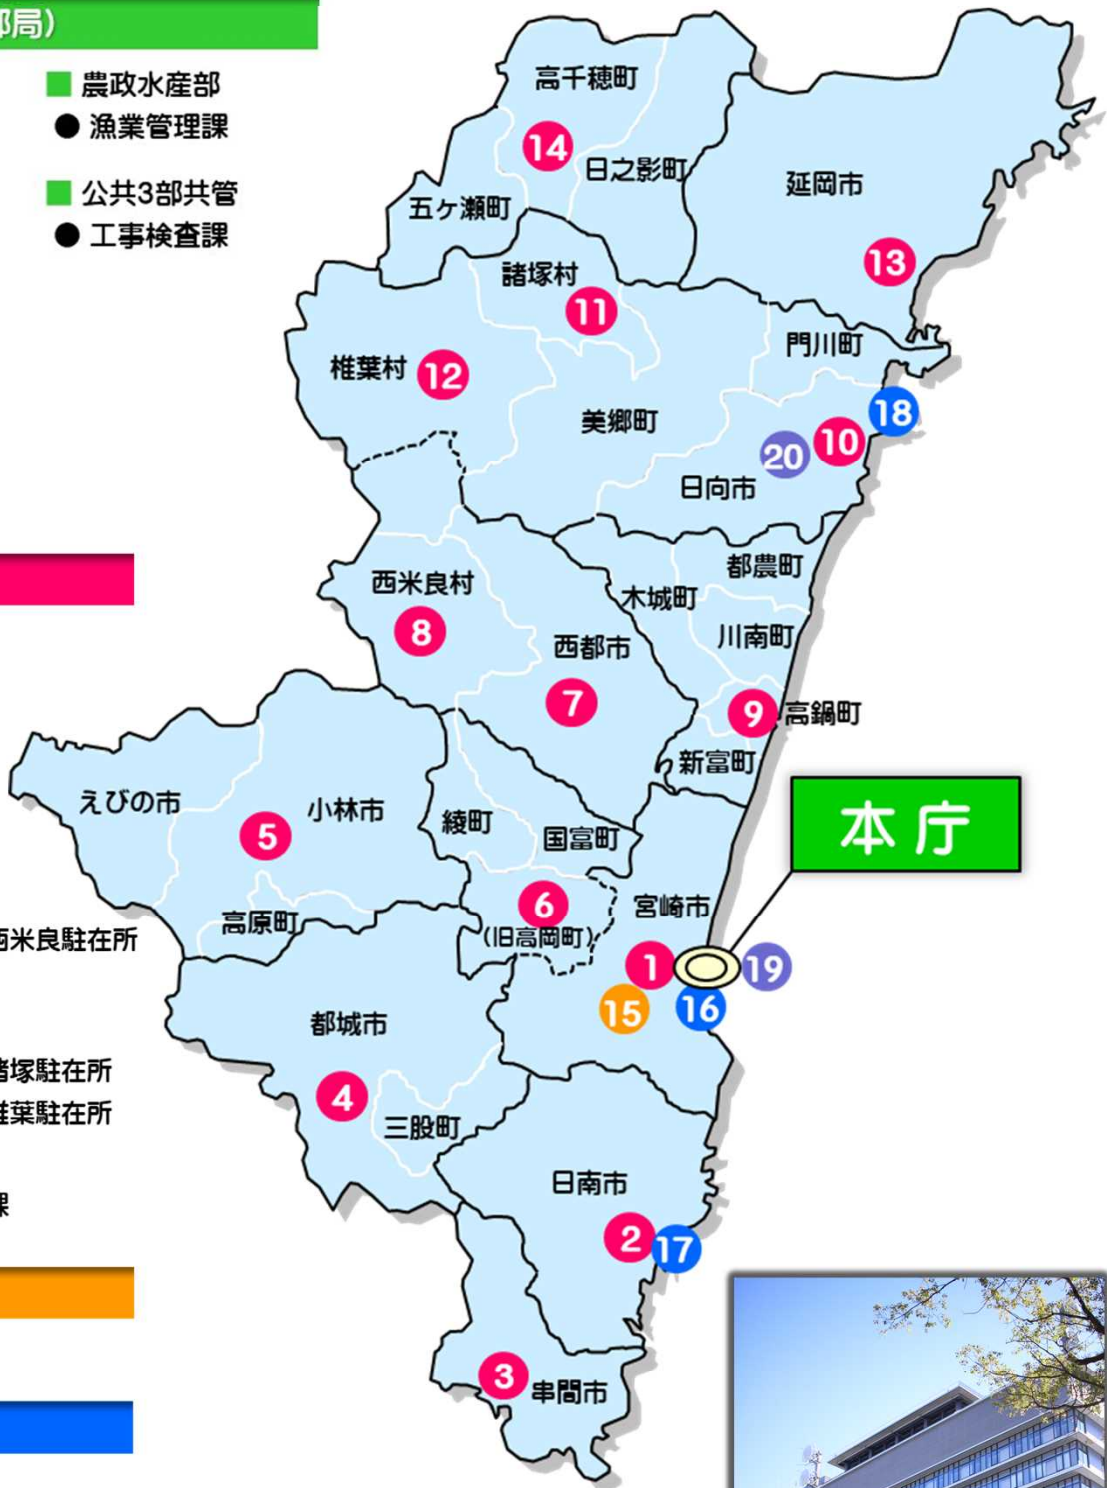 部局）
■ 農政水産部
● 漁業管理課
■ 公共3部共管
● 工事検査課
高千穂町
14
日之影町
五ヶ瀬町
延岡市
13
諸塚村
11
椎葉村
12
門川町
美郷町
18
10
20
日向市
西米良村
8
都農町
木城町
川南町
西都市
7
9
高鍋町
新富町
本庁
えびの市
小林市
5
綾町
国富町
高原町
6
(旧高岡町)
宮崎市
1
19
15
16
西米良駐在所
都城市
4
三股町
諸塚駐在所
椎葉駐在所
課
日南市
2
17
3
串間市